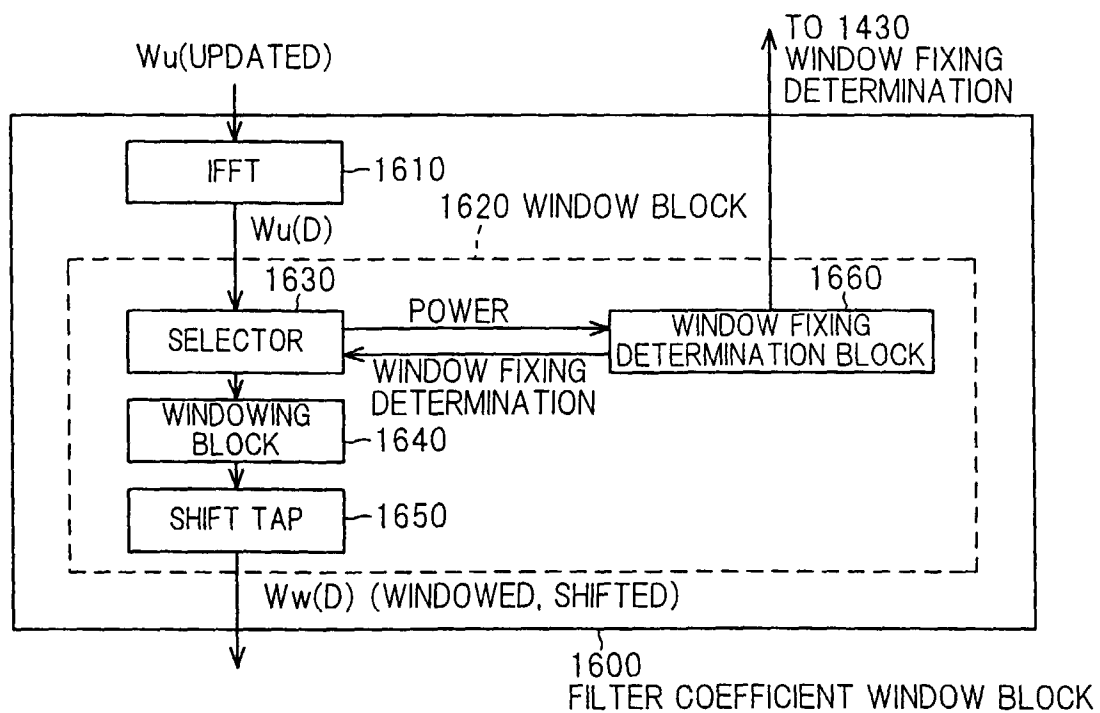 Wu(UPDATED)
TO 1430
WINDOW FIXING
DETERMINATION
IFFT
1610
Wu(D)
1620 WINDOW BLOCK
1630
SELECTOR
POWER
WINDOW FIXING
DETERMINATION
1660
WINDOW FIXING
DETERMINATION BLOCK
WINDOWING
BLOCK
1640
SHIFT TAP
1650
Ww(D) (WINDOWED, SHIFTED)
1600
FILTER COEFFICIENT WINDOW BLOCK